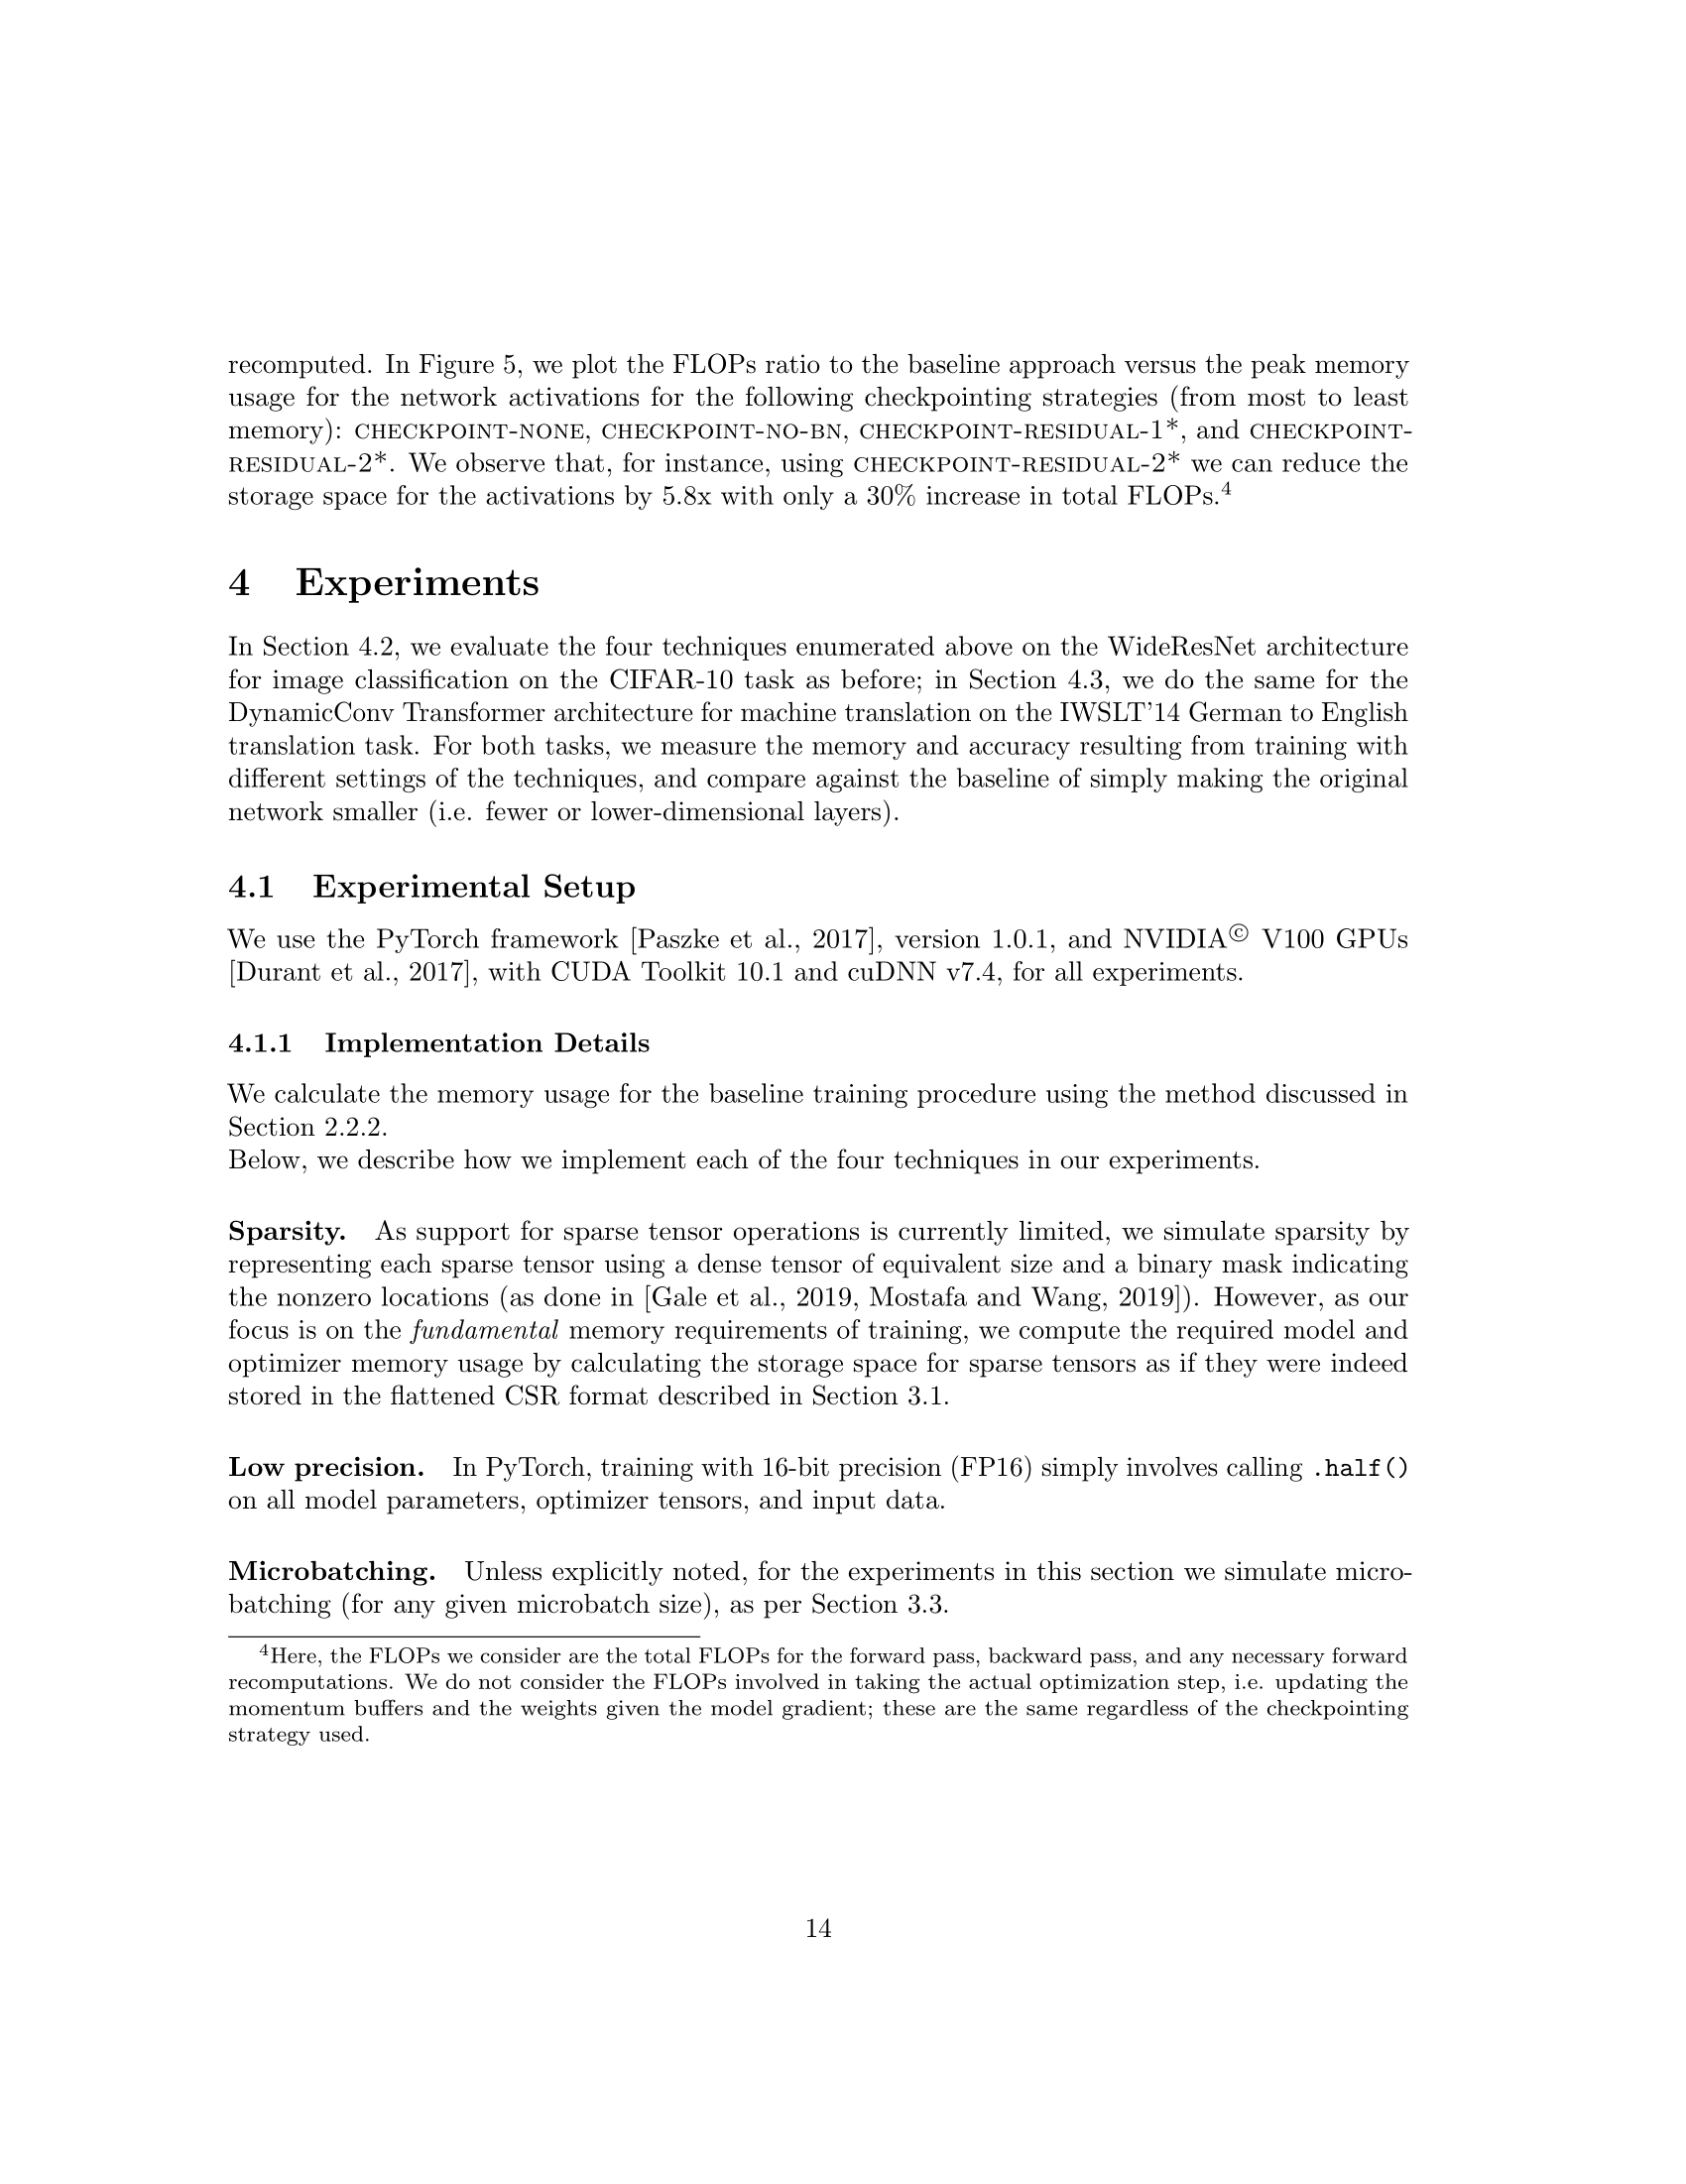 recomputed. In Figure 5, we plot the FLOPs ratio to the baseline approach versus the peak memory
usage for the network activations for the following checkpointing strategies (from most to least
memory): CHECKPOINT-NONE, CHECKPOINT-NO-BN, CHECKPOINT-RESIDUAL-1*, and CHECKPOINT-
RESIDUAL-2*. We observe that, for instance, using CHECKPOINT-RESIDUAL-2* we can reduce the
storage space for the activations by 5.8x with only a 30% increase in total FLOPs.⁴
4 Experiments
In Section 4.2, we evaluate the four techniques enumerated above on the WideResNet architecture
for image classification on the CIFAR-10 task as before; in Section 4.3, we do the same for the
DynamicConv Transformer architecture for machine translation on the IWSLT'14 German to English
translation task. For both tasks, we measure the memory and accuracy resulting from training with
different settings of the techniques, and compare against the baseline of simply making the original
network smaller (i.e. fewer or lower-dimensional layers).
4.1 Experimental Setup
We use the PyTorch framework [Paszke et al., 2017], version 1.0.1, and NVIDIA© V100 GPUs
[Durant et al., 2017], with CUDA Toolkit 10.1 and cuDNN v7.4, for all experiments.
4.1.1 Implementation Details
We calculate the memory usage for the baseline training procedure using the method discussed in
Section 2.2.2.
Below, we describe how we implement each of the four techniques in our experiments.
Sparsity. As support for sparse tensor operations is currently limited, we simulate sparsity by
representing each sparse tensor using a dense tensor of equivalent size and a binary mask indicating
the nonzero locations (as done in [Gale et al., 2019, Mostafa and Wang, 2019]). However, as our
focus is on the fundamental memory requirements of training, we compute the required model and
optimizer memory usage by calculating the storage space for sparse tensors as if they were indeed
stored in the flattened CSR format described in Section 3.1.
Low precision. In PyTorch, training with 16-bit precision (FP16) simply involves calling .half()
on all model parameters, optimizer tensors, and input data.
Microbatching. Unless explicitly noted, for the experiments in this section we simulate micro-
batching (for any given microbatch size), as per Section 3.3.
⁴Here, the FLOPs we consider are the total FLOPs for the forward pass, backward pass, and any necessary forward
recomputations. We do not consider the FLOPs involved in taking the actual optimization step, i.e. updating the
momentum buffers and the weights given the model gradient; these are the same regardless of the checkpointing
strategy used.
14